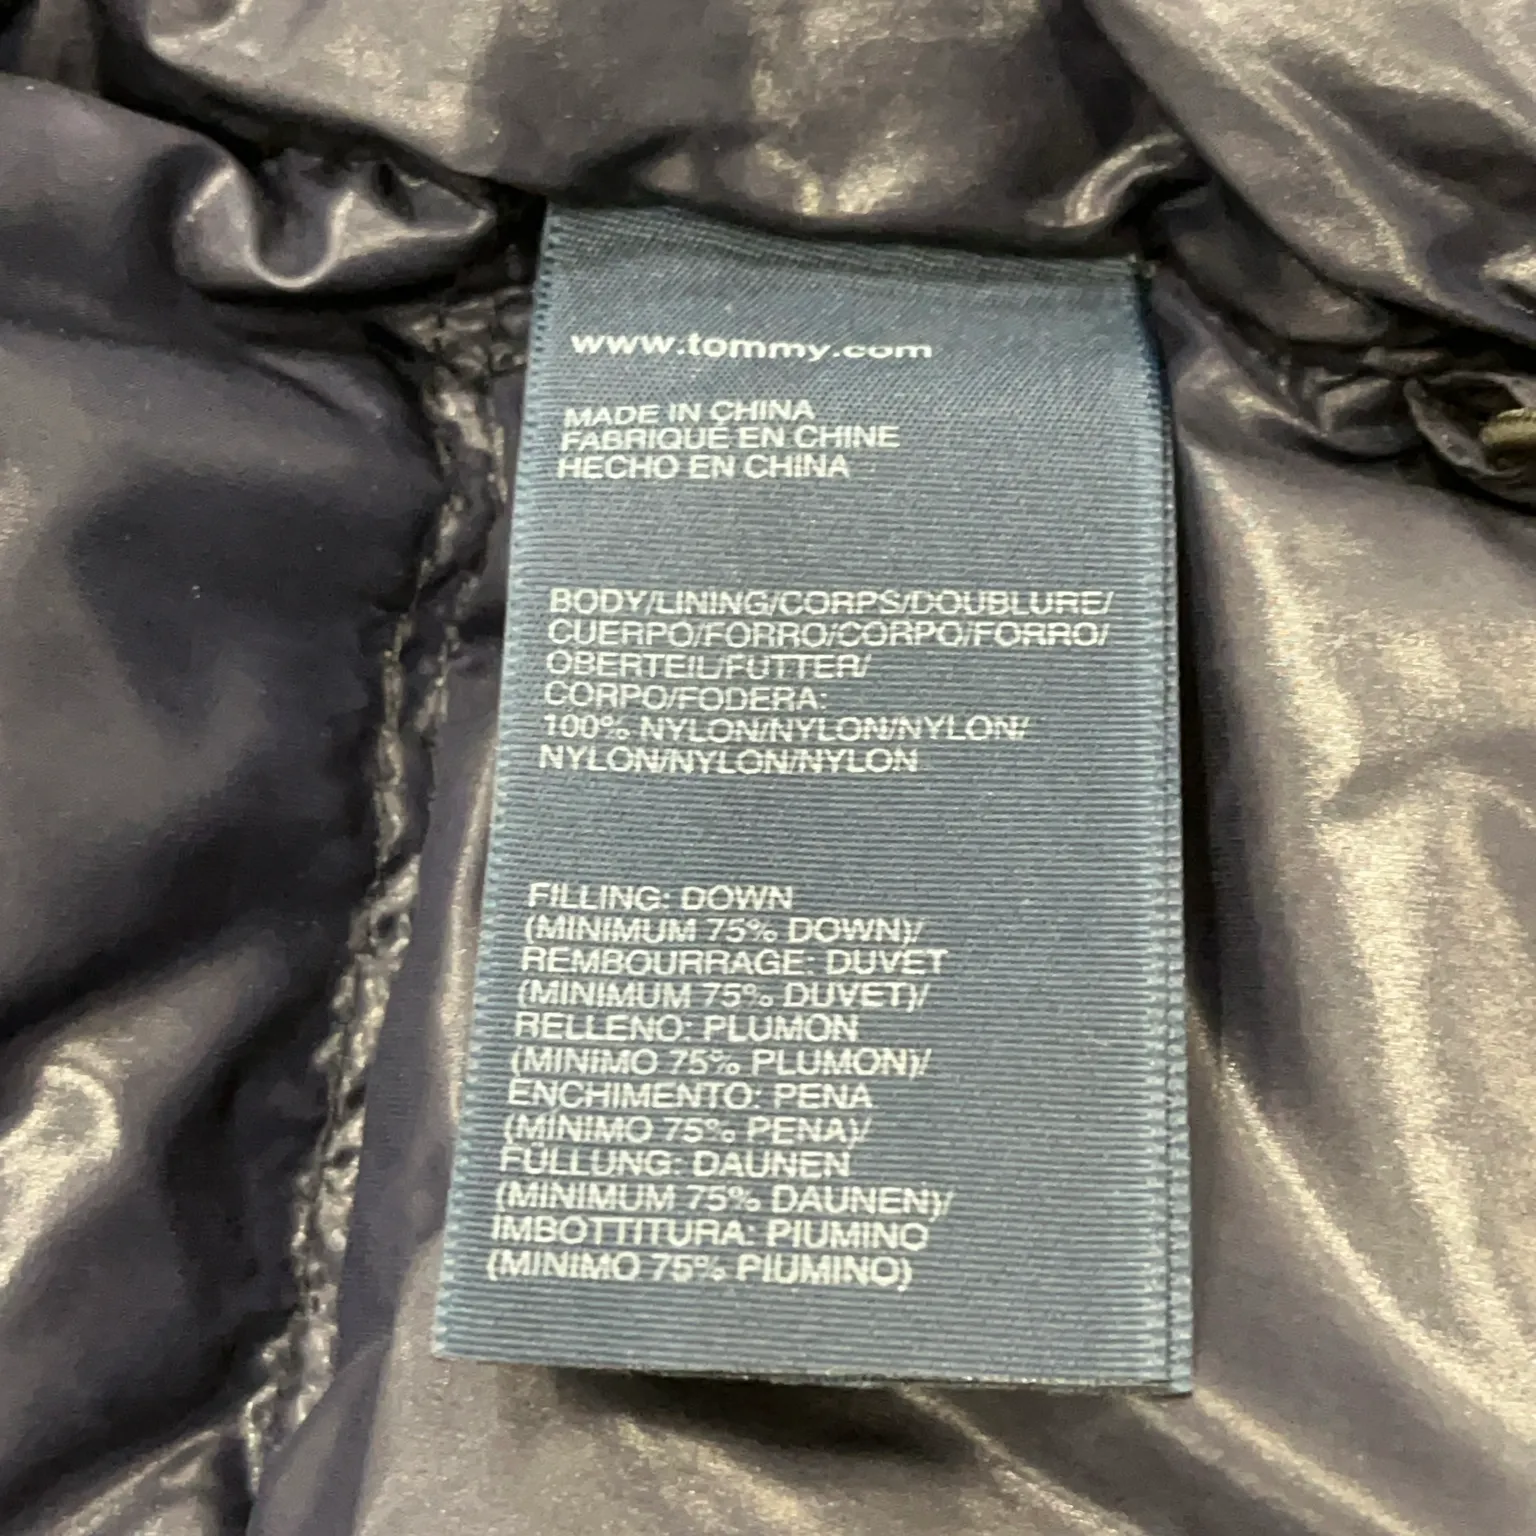 www.tommy.com
MADE IN CHINA
FABRIQUÉ EN CHINE
HECHO EN CHINA
BODY/LINING/CORPS/DOUBLURE/
CUERPO/FORRO/CORPO/FORRO/
OBERTEIL/FUTTER/
CORPO/FODERA:
100% NYLON/NYLON/NYLON/
NYLON/NYLON/NYLON
FILLING: DOWN
(MINIMUM 75% DOWN)/
REMBOURRAGE: DUVET
(MINIMUM 75% DUVET)/
RELLENO: PLUMON
(MINIMO 75% PLUMON)/
ENCHIMENTO: PENA
(MÍNIMO 75% PENA)/
FÜLLUNG: DAUNEN
(MINIMUM 75% DAUNEN)/
IMBOTTITURA: PIUMINO
(MINIMO 75% PIUMINO)